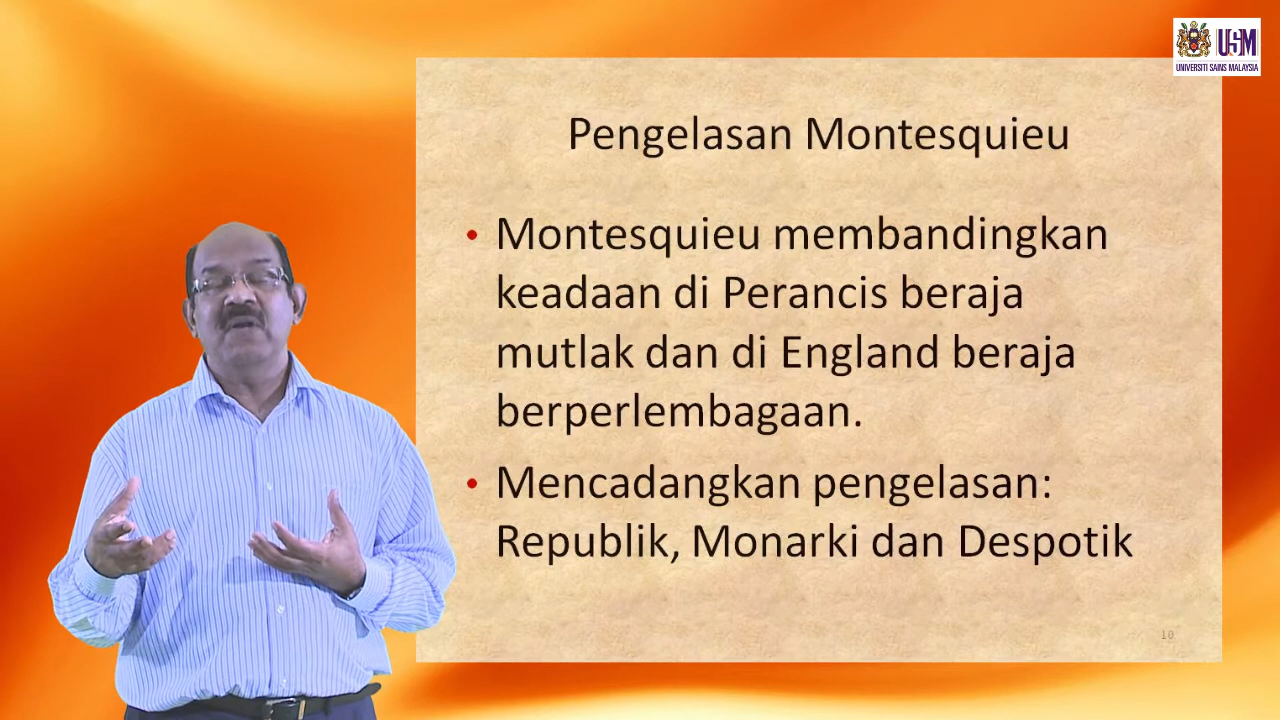 USM
UNIVERSITI SAINS MALAYSIA
Pengelasan Montesquieu
• Montesquieu membandingkan
keadaan di Perancis beraja
mutlak dan di England beraja
berperlembagaan.
• Mencadangkan pengelasan:
Republik, Monarki dan Despotik
10